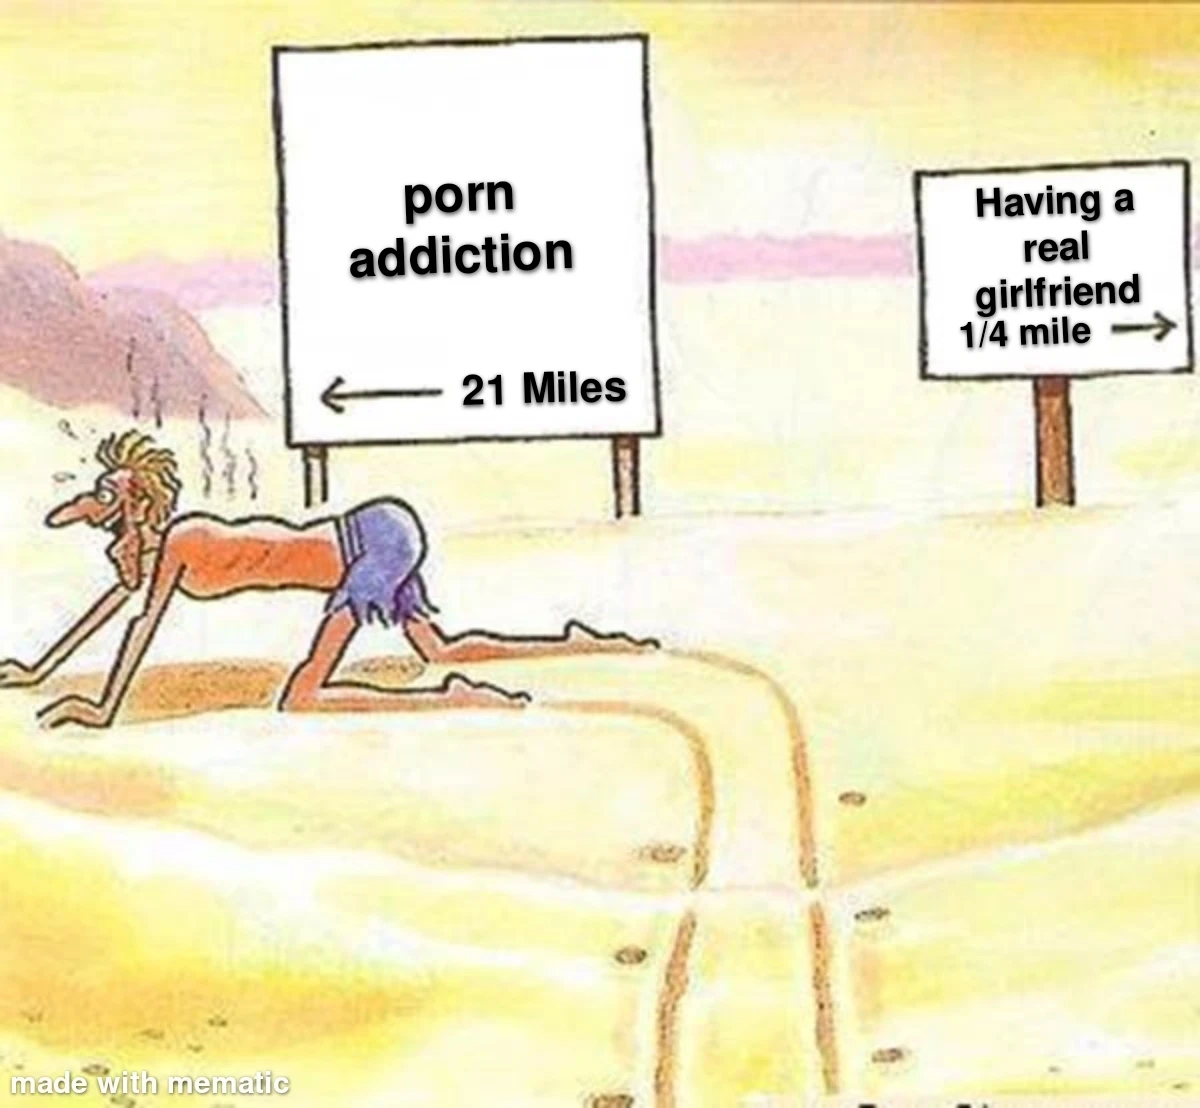 porn
addiction
← 21 Miles
Having a
real
girlfriend
1/4 mile →
made with mematic